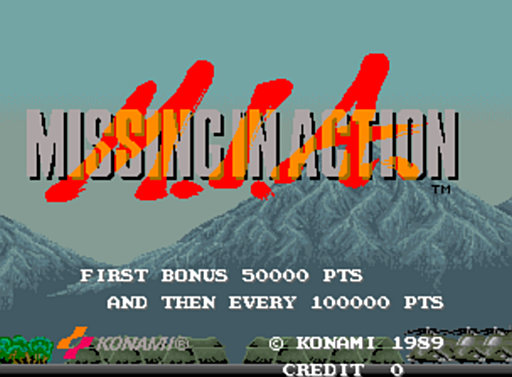 M.I.A.
MISSING IN ACTION
TM
FIRST BONUS 50000 PTS
AND THEN EVERY 100000 PTS
KONAMI® © KONAMI 1989
CREDIT 0